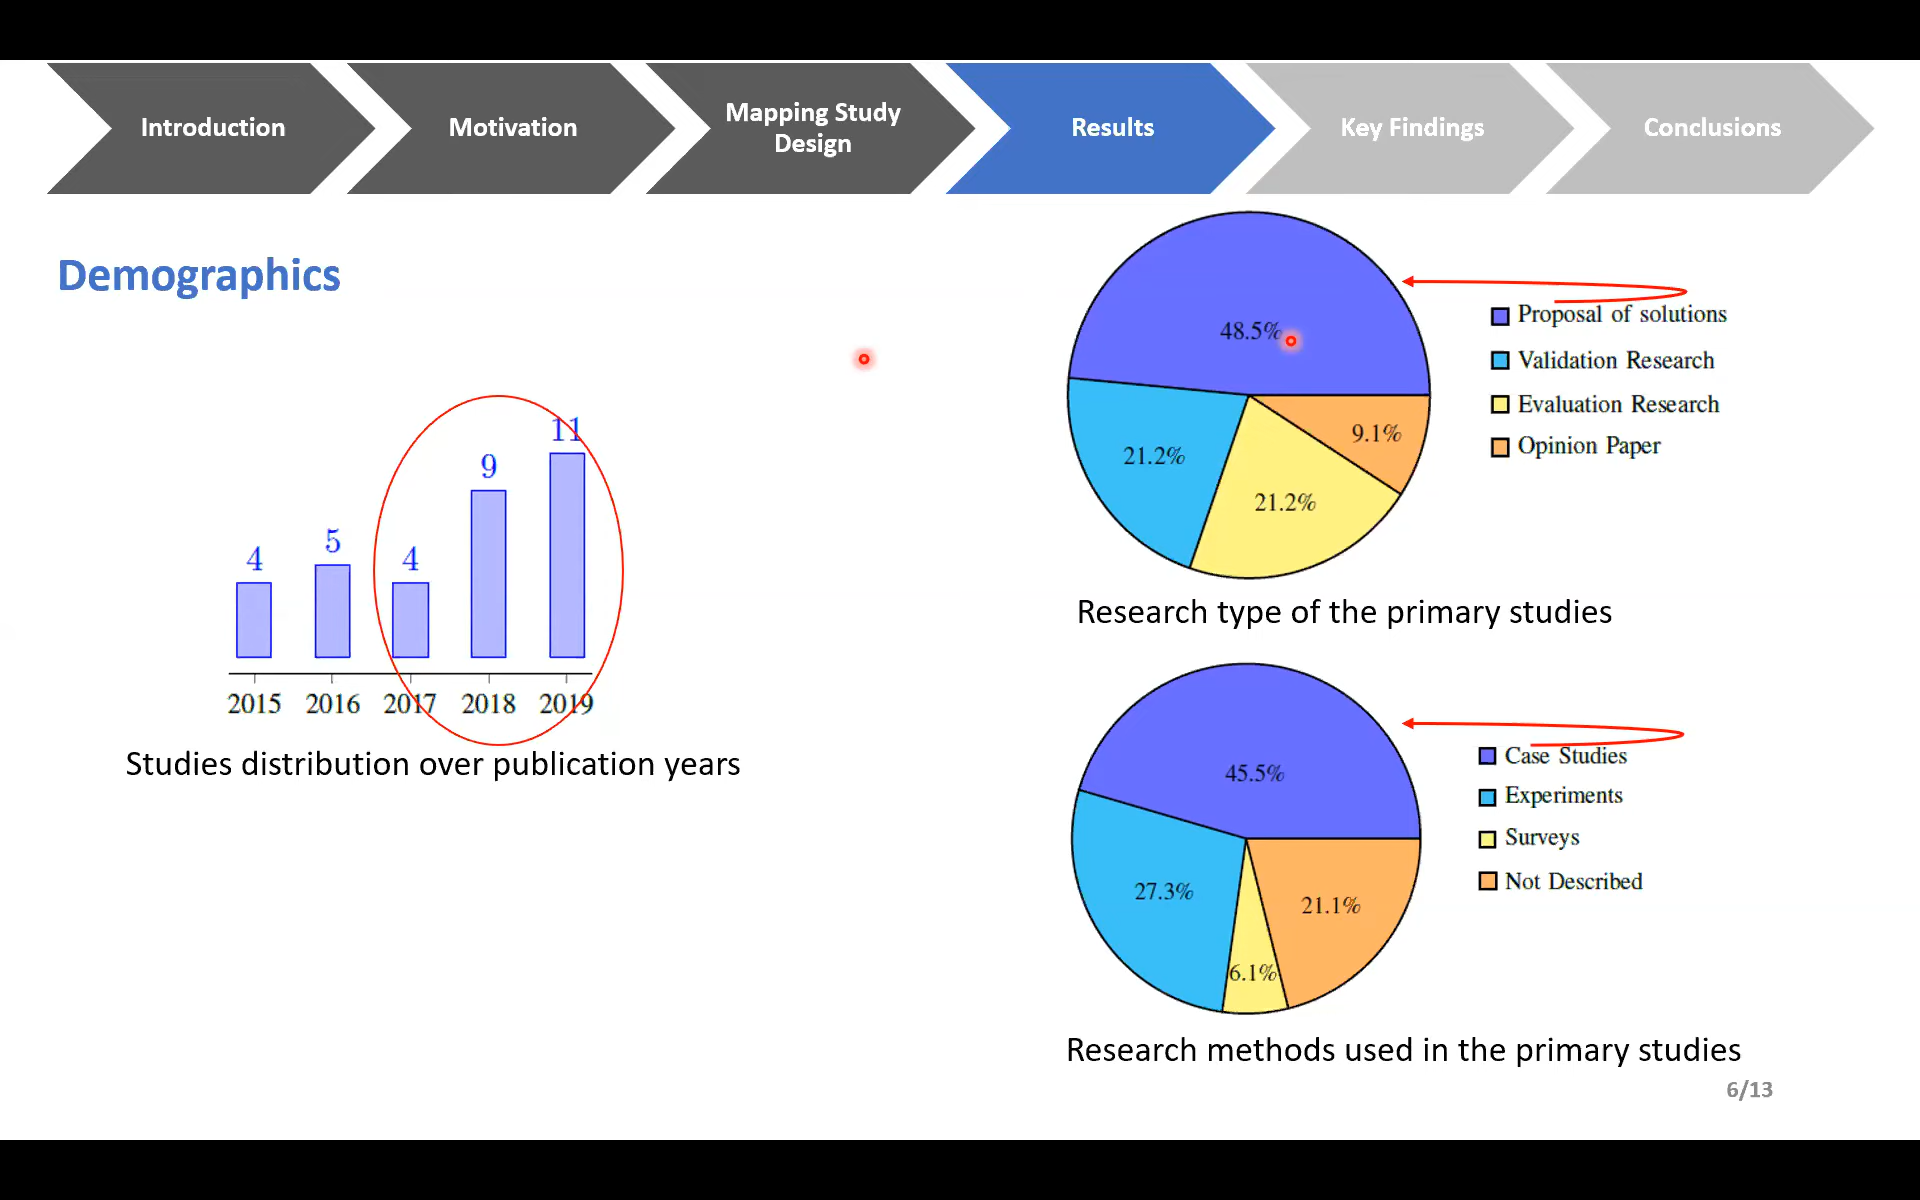 Introduction
Motivation
Mapping Study
Design
Results
Key Findings
Conclusions
Demographics
4
5
4
9
11
2015 2016 2017 2018 2019
Studies distribution over publication years
48.5%
21.2%
21.2%
9.1%
Proposal of solutions
Validation Research
Evaluation Research
Opinion Paper
Research type of the primary studies
45.5%
27.3%
6.1%
21.1%
Case Studies
Experiments
Surveys
Not Described
Research methods used in the primary studies
6/13